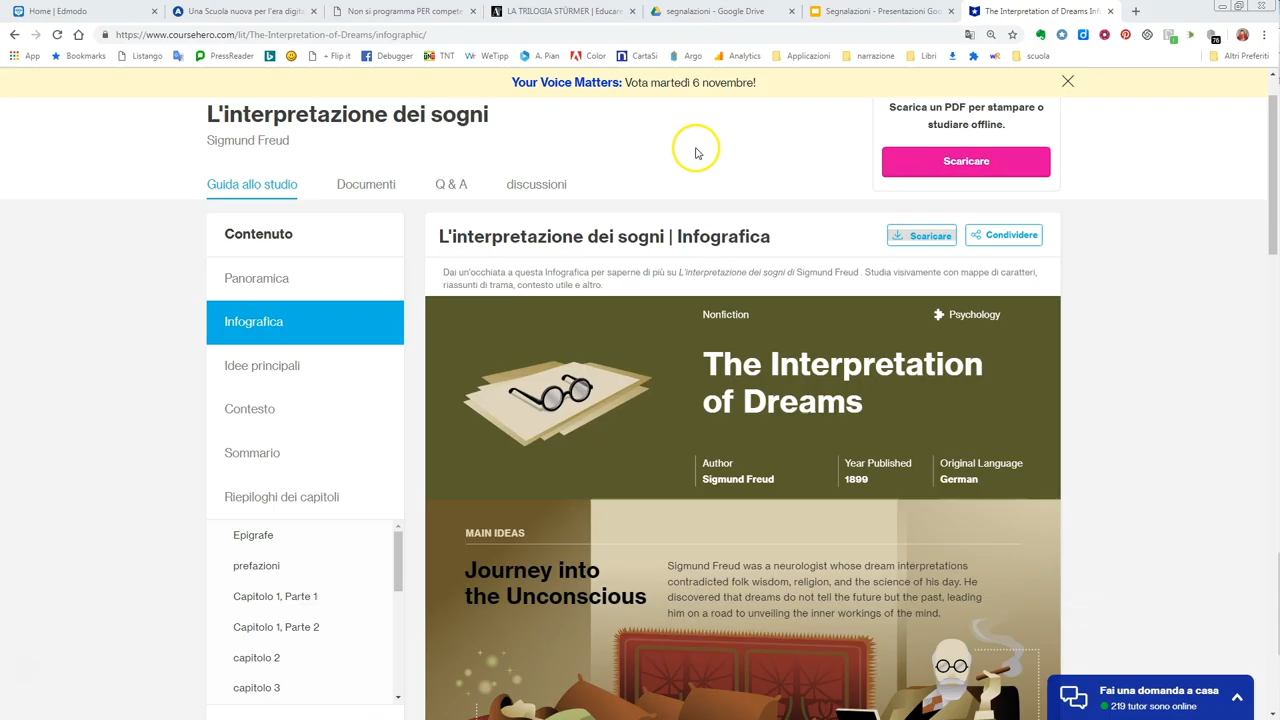 Home | Edmodo
Una Scuola nuova per l'era digita
Non si programma PER compete
LA TRILOGIA STÜRMER | Educare
segnalazioni - Google Drive
Segnalazioni - Presentazioni Goo
The Interpretation of Dreams Inf
https://www.coursehero.com/lit/The-Interpretation-of-Dreams/infographic/
App
Bookmarks
Listango
PressReader
+ Flip it
Debugger
TNT
WeTipp
A. Pian
Color
CartaSi
Argo
Analytics
Applicazioni
narrazione
Libri
scuola
Altri Preferiti
Your Voice Matters: Vota martedì 6 novembre!
L'interpretazione dei sogni
Sigmund Freud
Scarica un PDF per stampare o
studiare offline.
Scaricare
Guida allo studio
Documenti
Q & A
discussioni
Contenuto
Panoramica
Infografica
Idee principali
Contesto
Sommario
Riepiloghi dei capitoli
Epigrafe
prefazioni
Capitolo 1, Parte 1
Capitolo 1, Parte 2
capitolo 2
capitolo 3
L'interpretazione dei sogni | Infografica
Scaricare
Condividere
Dai un'occhiata a questa Infografica per saperne di più su L'interpretazione dei sogni di Sigmund Freud . Studia visivamente con mappe di caratteri,
riassunti di trama, contesto utile e altro.
Nonfiction
Psychology
The Interpretation
of Dreams
Author
Sigmund Freud
Year Published
1899
Original Language
German
MAIN IDEAS
Journey into
the Unconscious
Sigmund Freud was a neurologist whose dream interpretations
contradicted folk wisdom, religion, and the science of his day. He
discovered that dreams do not tell the future but the past, leading
him on a road to unveiling the inner workings of the mind.
Fai una domanda a casa
219 tutor sono online